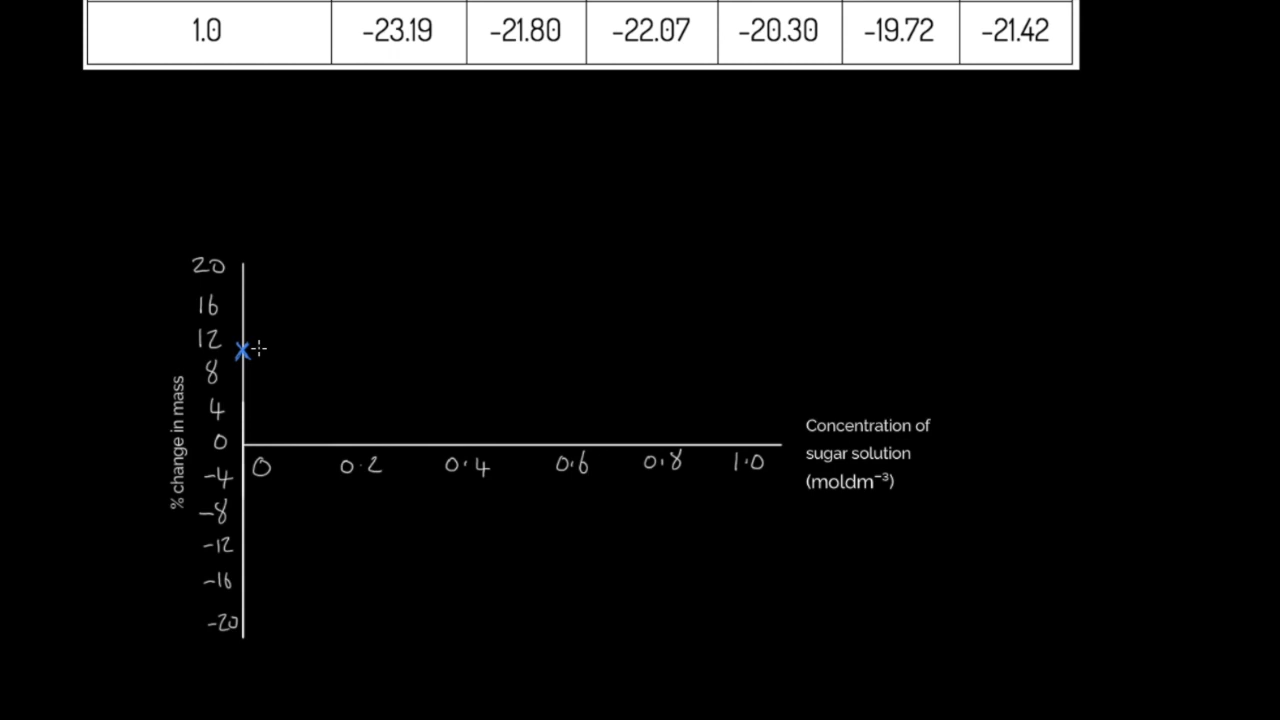 1.0 -23.19 -21.80 -22.07 -20.30 -19.72 -21.42
20
16
12
8
4
0
-4
-8
-12
-16
-20
% change in mass
0 0.2 0.4 0.6 0.8 1.0
Concentration of
sugar solution
(moldm⁻³)